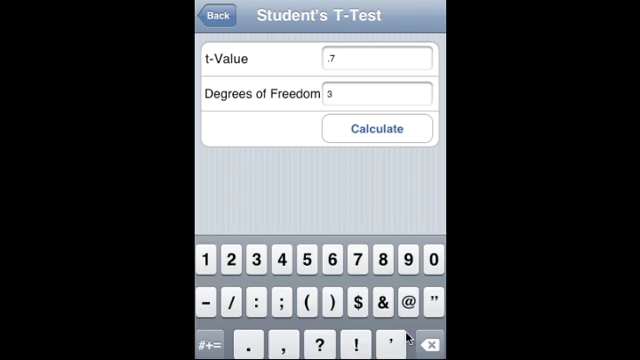 Back Student's T-Test
t-Value .7
Degrees of Freedom 3
Calculate
1 2 3 4 5 6 7 8 9 0
- / : ; ( ) $ & @ "
#+= . , ? ! '